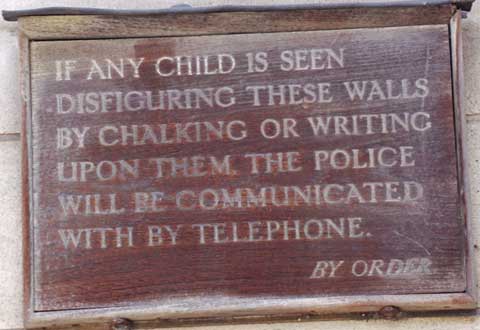 IF ANY CHILD IS SEEN
DISFIGURING THESE WALLS
BY CHALKING OR WRITING
UPON THEM, THE POLICE
WILL BE COMMUNICATED
WITH BY TELEPHONE.
BY ORDER